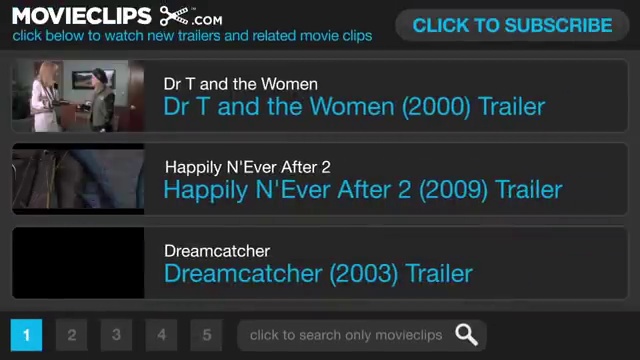 MOVIECLIPS .COM
click below to watch new trailers and related movie clips
CLICK TO SUBSCRIBE
Dr T and the Women
Dr T and the Women (2000) Trailer
Happily N'Ever After 2
Happily N'Ever After 2 (2009) Trailer
Dreamcatcher
Dreamcatcher (2003) Trailer
1 2 3 4 5 click to search only movieclips